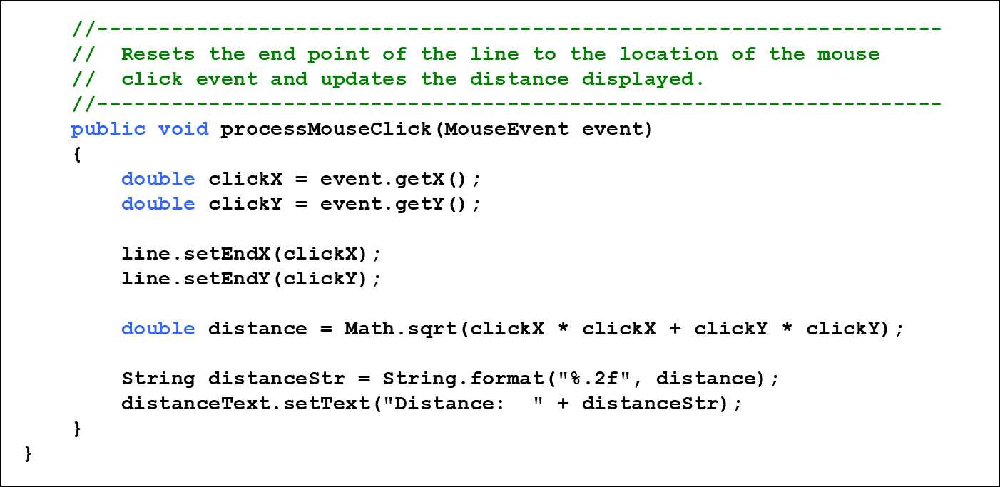 //--------------------------------------------------------------------
//  Resets the end point of the line to the location of the mouse
//  click event and updates the distance displayed.
//--------------------------------------------------------------------
public void processMouseClick(MouseEvent event)
{
    double clickX = event.getX();
    double clickY = event.getY();

    line.setEndX(clickX);
    line.setEndY(clickY);

    double distance = Math.sqrt(clickX * clickX + clickY * clickY);

    String distanceStr = String.format("%.2f", distance);
    distanceText.setText("Distance:  " + distanceStr);
}
}